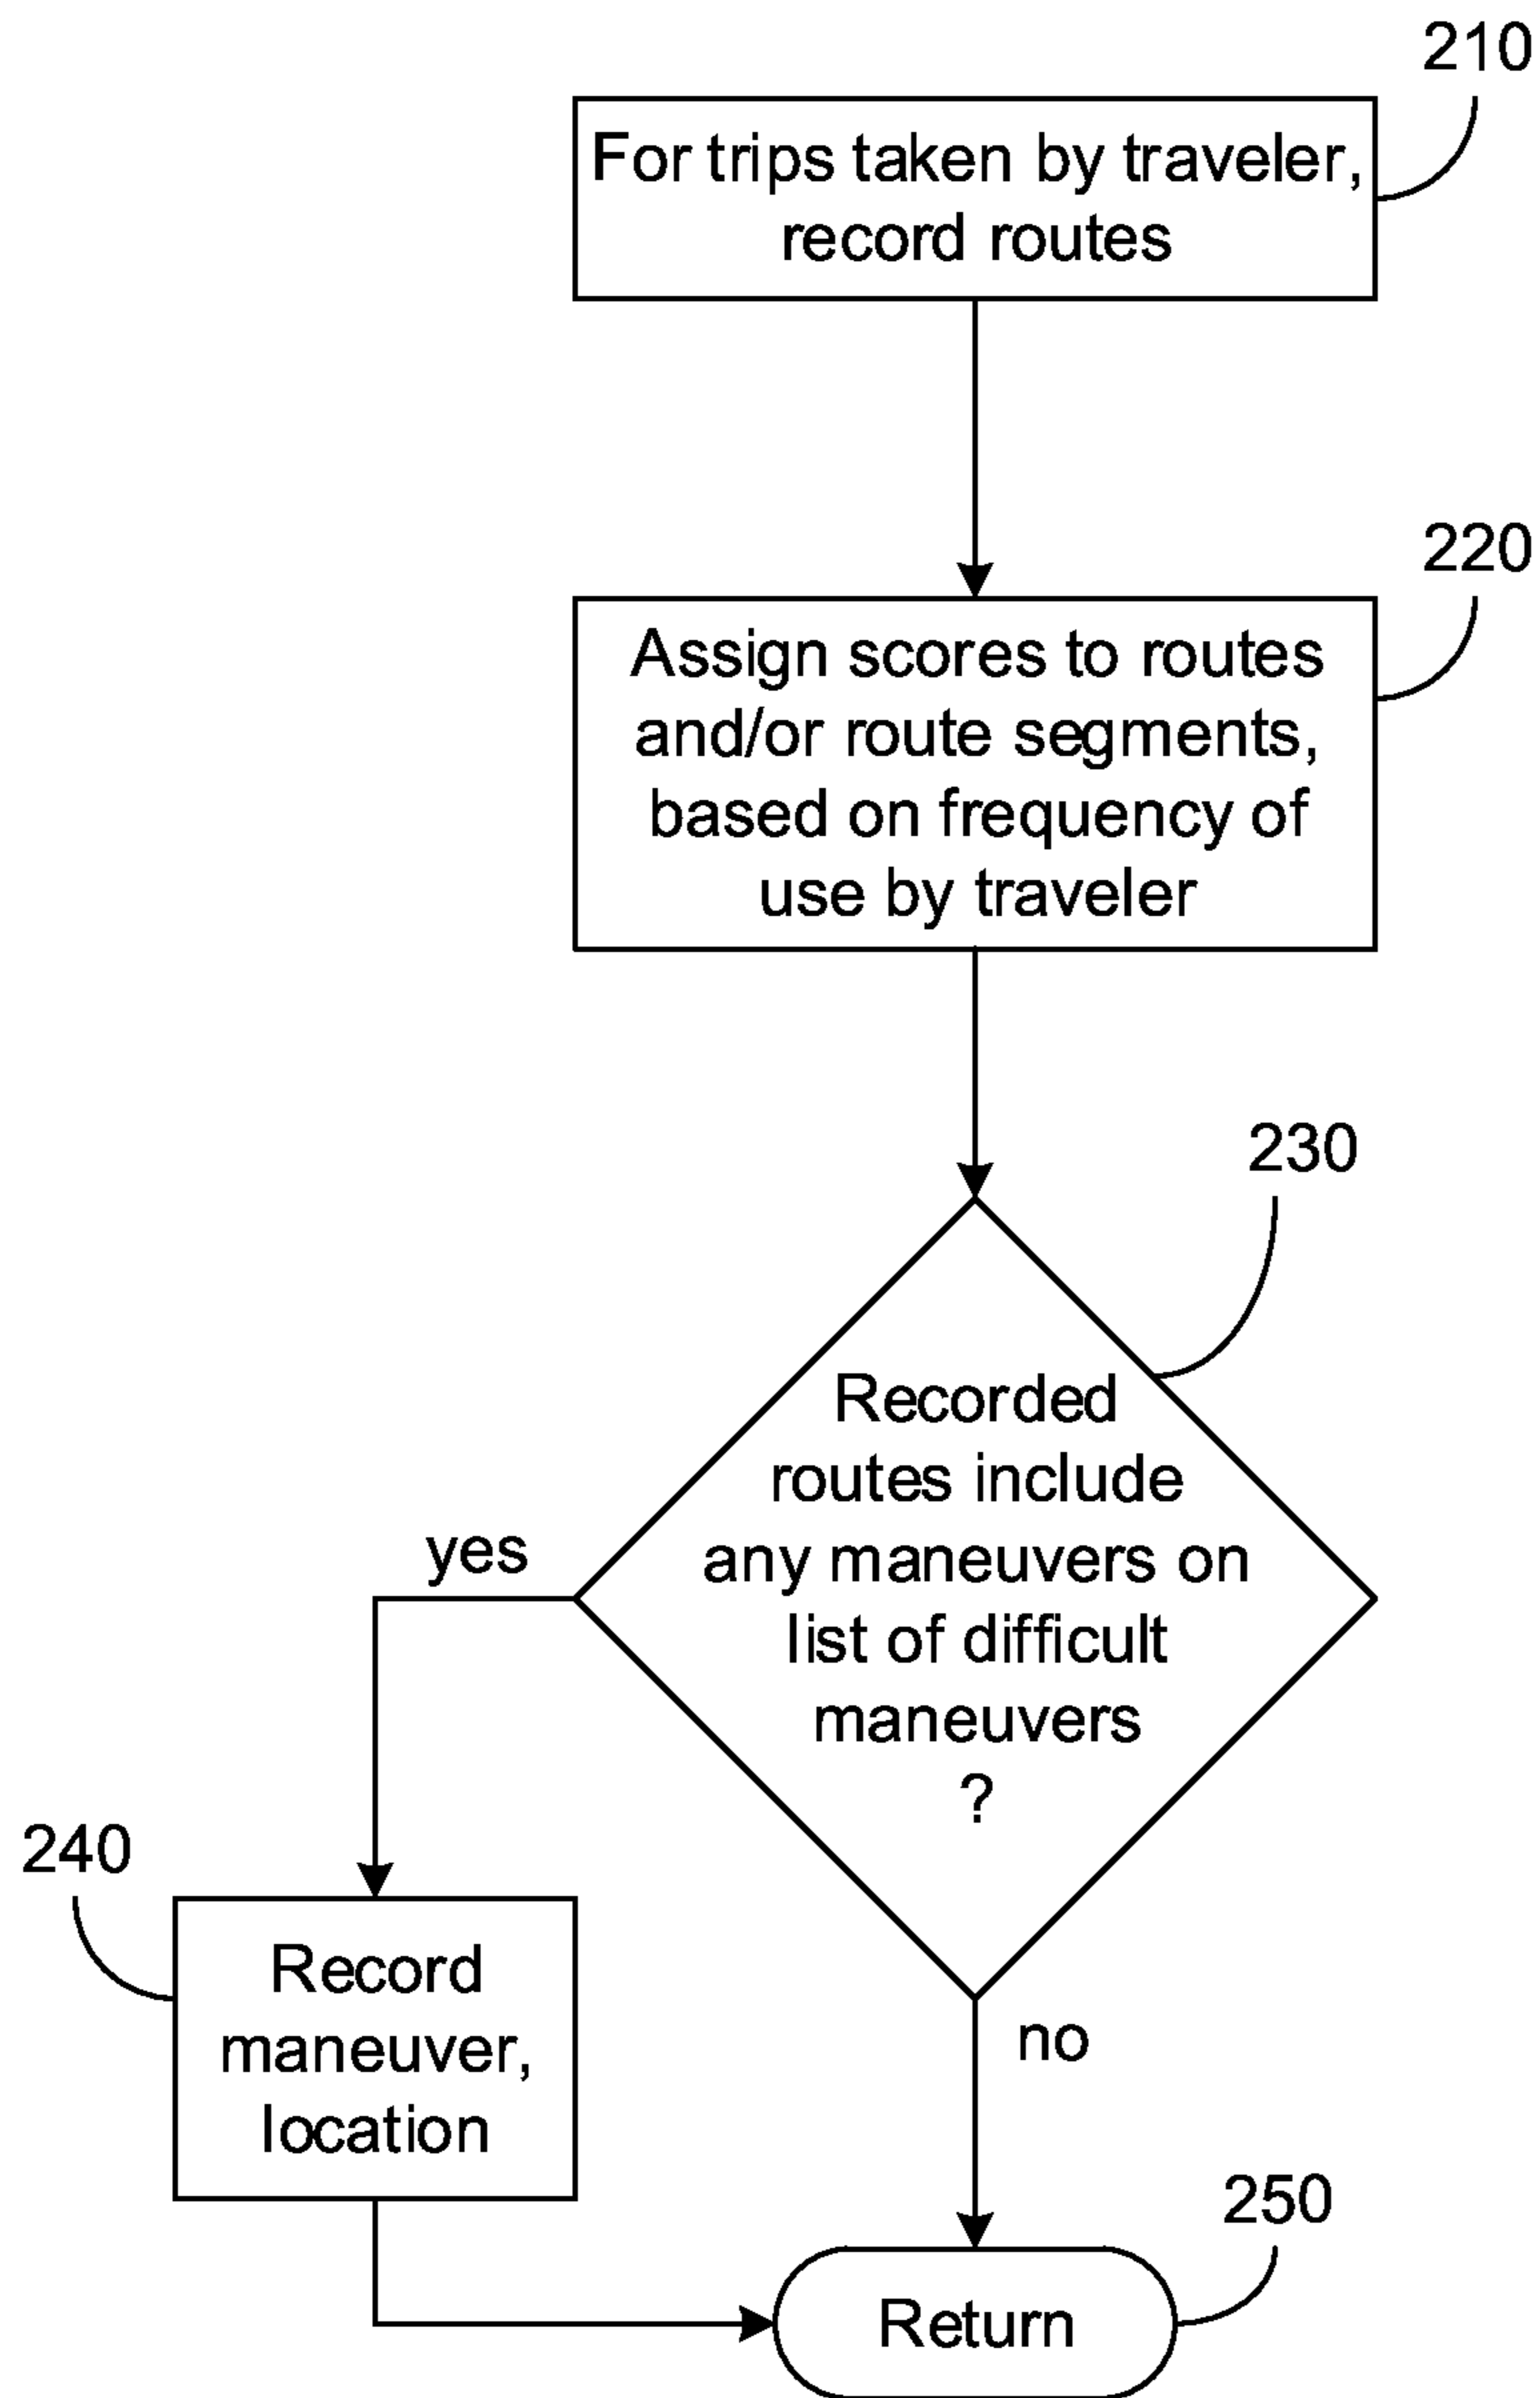 210
For trips taken by traveler,
record routes
220
Assign scores to routes
and/or route segments,
based on frequency of
use by traveler
230
Recorded
routes include
any maneuvers on
list of difficult
maneuvers
?
yes
240
Record
maneuver,
location
no
250
Return